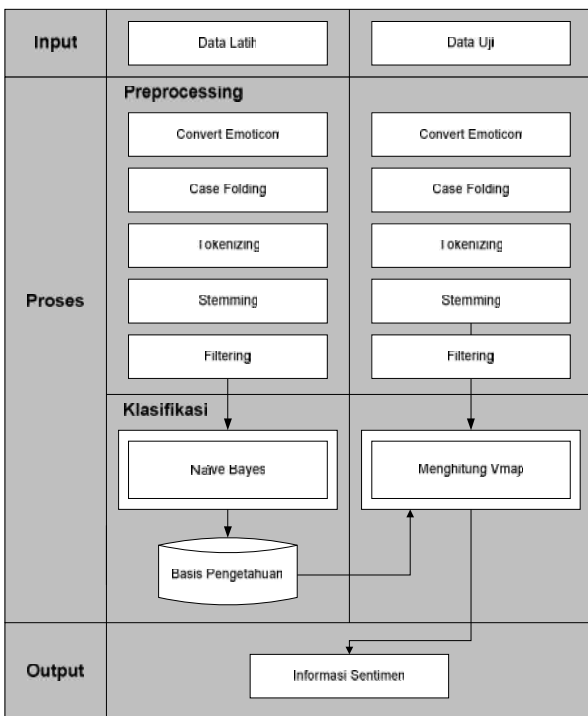 Input
Data Latih
Data Uji
Proses
Preprocessing
Convert Emoticon
Convert Emoticon
Case Folding
Case Folding
Tokenizing
Tokenizing
Stemming
Stemming
Filtering
Filtering
Klasifikasi
Naïve Bayes
Menghitung Vmap
Basis Pengetahuan
Output
Informasi Sentimen